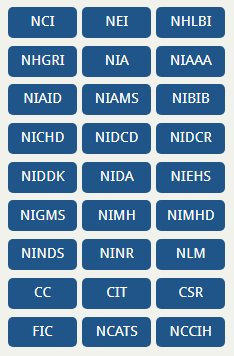 NCI NEI NHLBI
NHGRI NIA NIAAA
NIAID NIAMS NIBIB
NICHD NIDCD NIDCR
NIDDK NIDA NIEHS
NIGMS NIMH NIMHD
NINDS NINR NLM
CC CIT CSR
FIC NCATS NCCIH